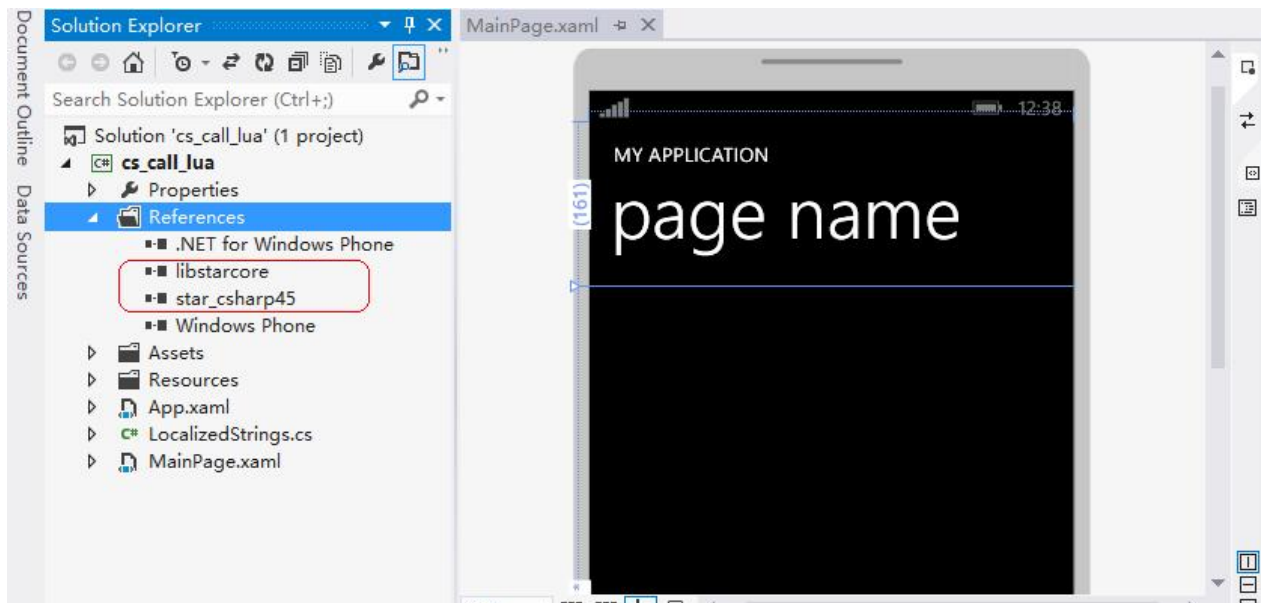 Document Outline
Data Sources
Solution Explorer
Search Solution Explorer (Ctrl+;)
Solution 'cs_call_lua' (1 project)
C# cs_call_lua
Properties
References
.NET for Windows Phone
libstarcore
star_csharp45
Windows Phone
Assets
Resources
App.xaml
C# LocalizedStrings.cs
MainPage.xaml
MainPage.xaml
12:38
MY APPLICATION
(161)
page name
*